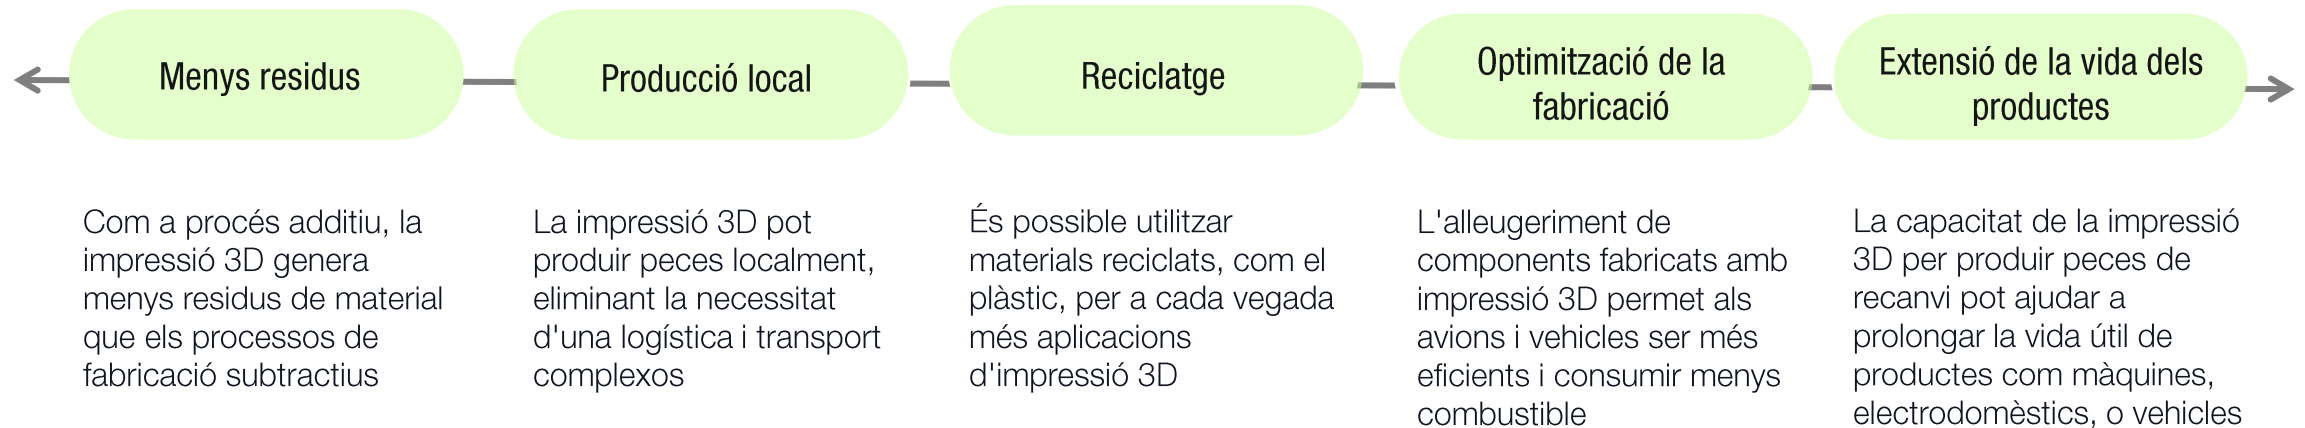 Menys residus
Producció local
Reciclatge
Optimització de la
fabricació
Extensió de la vida dels
productes
Com a procés additiu, la
impressió 3D genera
menys residus de material
que els processos de
fabricació subtractius
La impressió 3D pot
produir peces localment,
eliminant la necessitat
d'una logística i transport
complexos
És possible utilitzar
materials reciclats, com el
plàstic, per a cada vegada
més aplicacions
d'impressió 3D
L'alleugeriment de
components fabricats amb
impressió 3D permet als
avions i vehicles ser més
eficients i consumir menys
combustible
La capacitat de la impressió
3D per produir peces de
recanvi pot ajudar a
prolongar la vida útil de
productes com màquines,
electrodomèstics, o vehicles